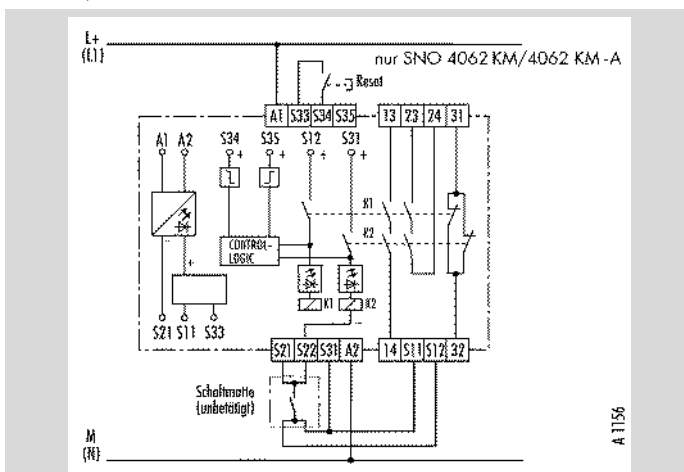 L+
(L1)
nur SNO 4062 KM/4062 KM-A
Reset
A1 S33 S34 S35 13 23 24 31
A1 A2 S34 S35 S12 S31
+ + + +
K1
K2
CONTROL-
LOGIC
+
K1 K2
S21 S11 S33
S21 S22 S31 A2 14 S11 S12 32
Schaltmatte
(unbetätigt)
A 1156
M
(N)